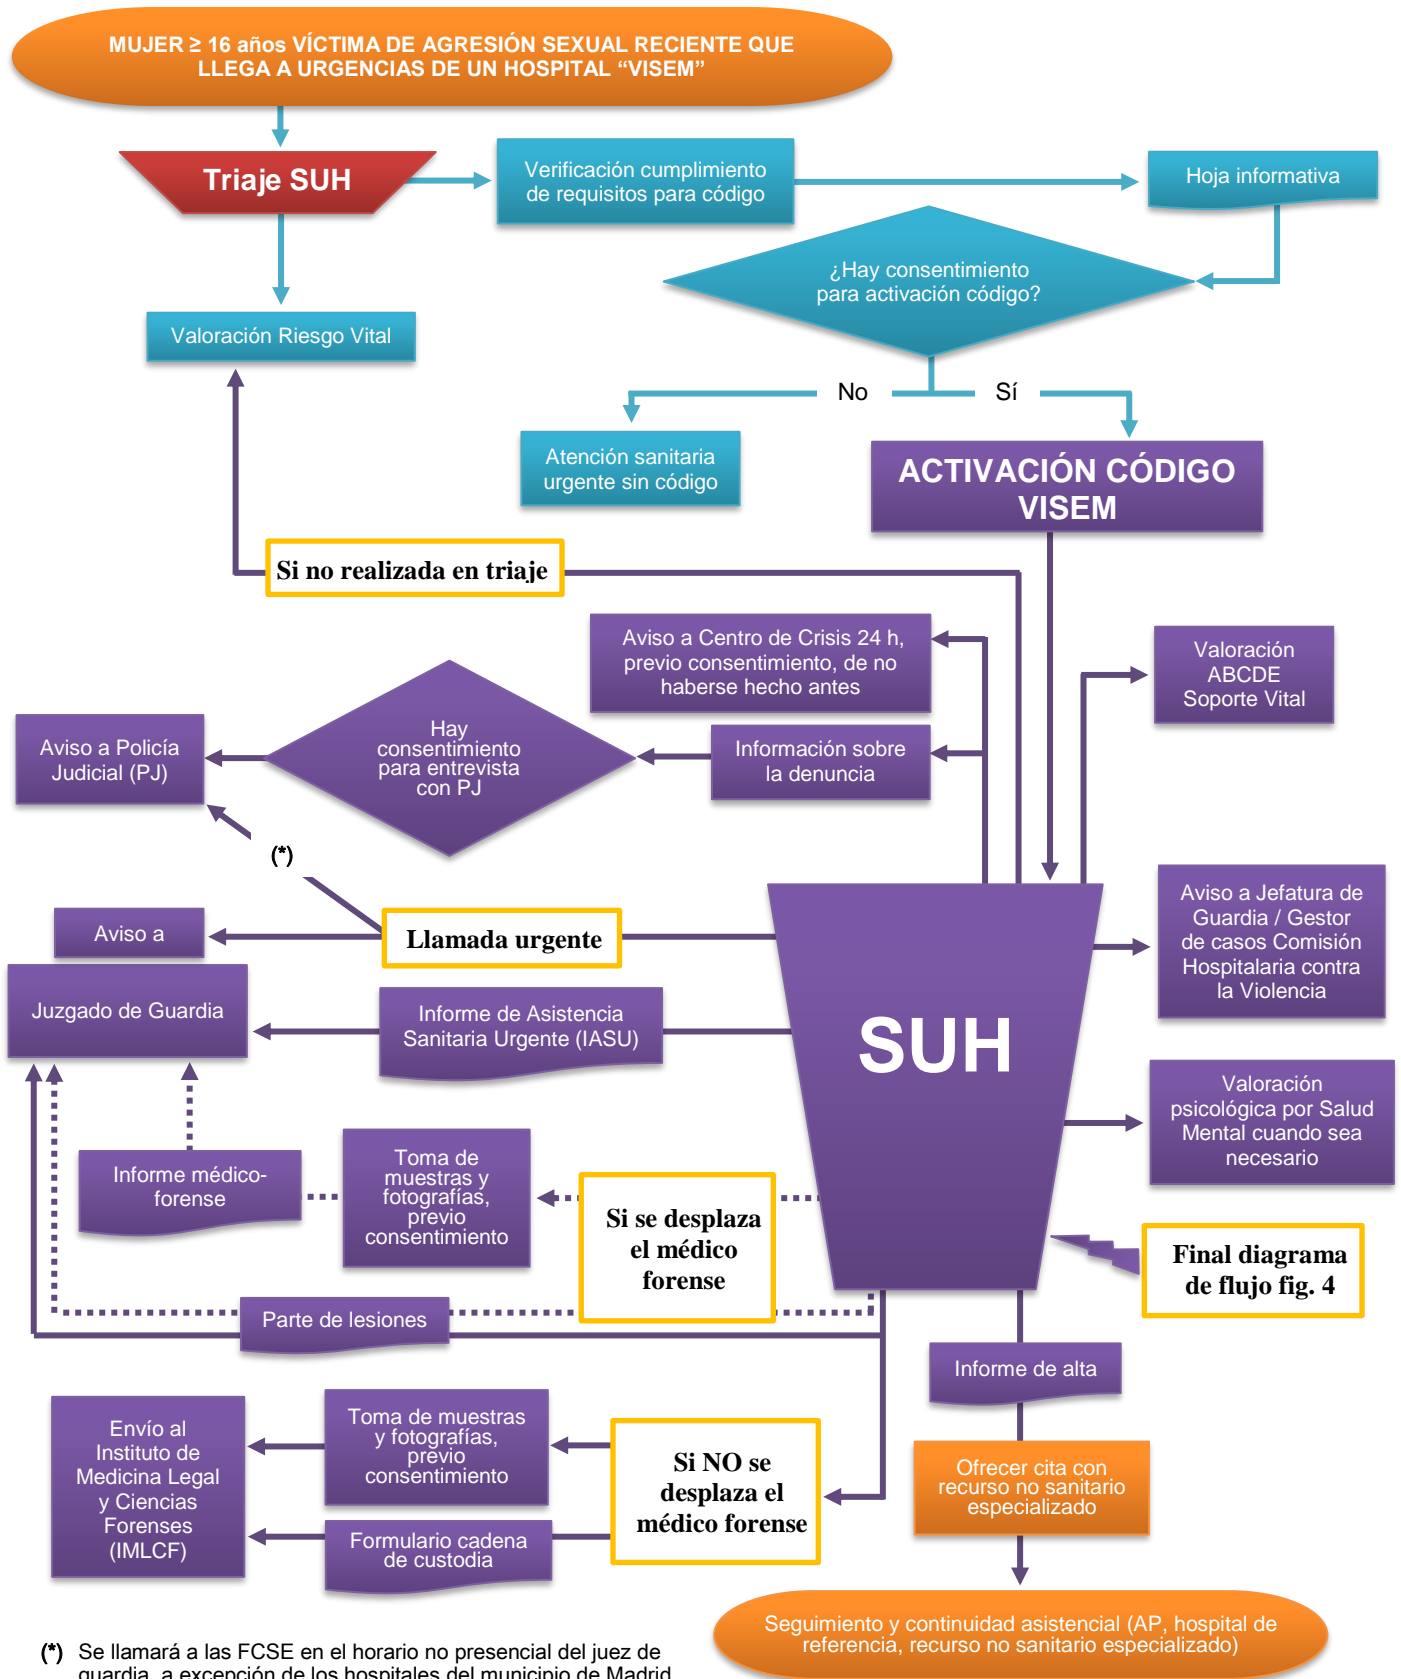 MUJER ≥ 16 años VÍCTIMA DE AGRESIÓN SEXUAL RECIENTE QUE
LLEGA A URGENCIAS DE UN HOSPITAL “VISEM”
Triaje SUH
Verificación cumplimiento
de requisitos para código
Hoja informativa
¿Hay consentimiento
para activación código?
Valoración Riesgo Vital
No
Sí
Atención sanitaria
urgente sin código
ACTIVACIÓN CÓDIGO
VISEM
Si no realizada en triaje
Aviso a Centro de Crisis 24 h,
previo consentimiento, de no
haberse hecho antes
Valoración
ABCDE
Soporte Vital
Aviso a Policía
Judicial (PJ)
Hay
consentimiento
para entrevista
con PJ
Información sobre
la denuncia
(*)
Aviso a
Llamada urgente
Aviso a Jefatura de
Guardia / Gestor
de casos Comisión
Hospitalaria contra
la Violencia
Juzgado de Guardia
Informe de Asistencia
Sanitaria Urgente (IASU)
SUH
Valoración
psicológica por Salud
Mental cuando sea
necesario
Informe médico-
forense
Toma de
muestras y
fotografías,
previo
consentimiento
Si se desplaza
el médico
forense
Final diagrama
de flujo fig. 4
Parte de lesiones
Informe de alta
Envío al
Instituto de
Medicina Legal
y Ciencias
Forenses
(IMLCF)
Toma de muestras
y fotografías,
previo
consentimiento
Si NO se
desplaza el
médico forense
Formulario cadena
de custodia
Ofrecer cita con
recurso no sanitario
especializado
Seguimiento y continuidad asistencial (AP, hospital de
referencia, recurso no sanitario especializado)
(*) Se llamará a las FCSE en el horario no presencial del juez de
guardia, a excepción de los hospitales del municipio de Madrid